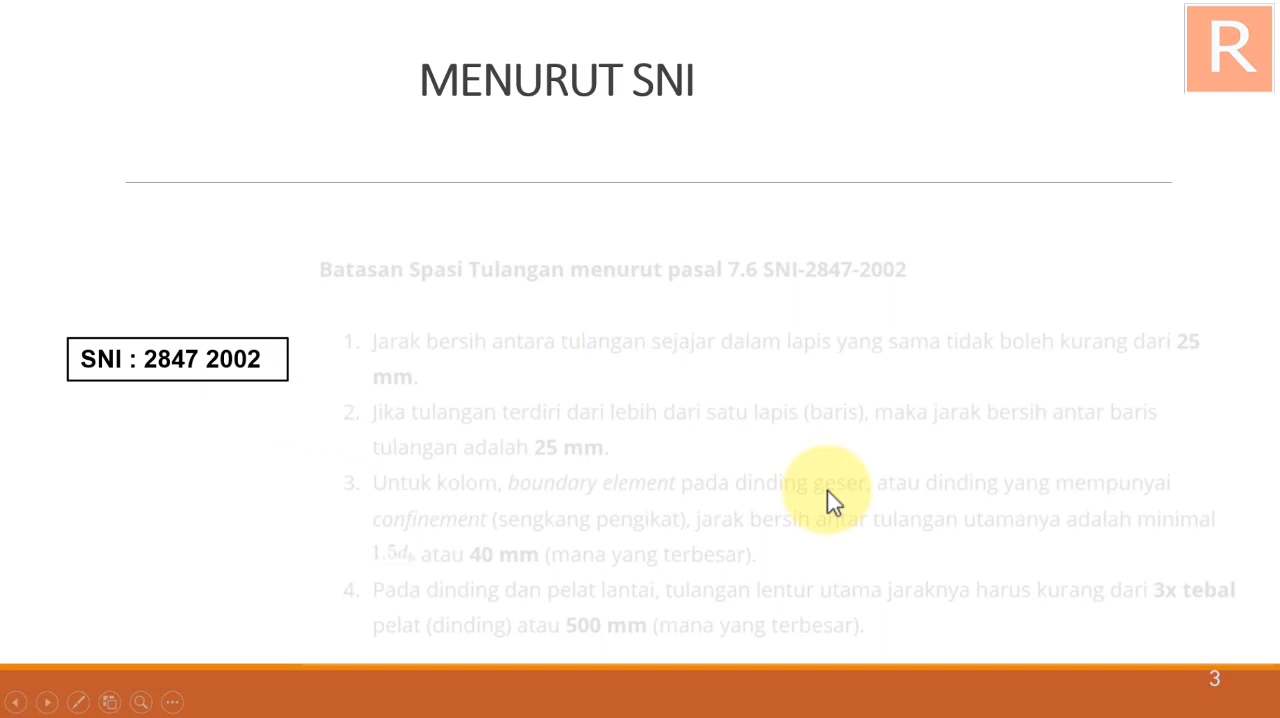 R
MENURUT SNI
Batasan Spasi Tulangan menurut pasal 7.6 SNI-2847-2002
SNI : 2847 2002
1. Jarak bersih antara tulangan sejajar dalam lapis yang sama tidak boleh kurang dari 25
mm.
2. Jika tulangan terdiri dari lebih dari satu lapis (baris), maka jarak bersih antar baris
tulangan adalah 25 mm.
3. Untuk kolom, boundary element pada dinding geser, atau dinding yang mempunyai
confinement (sengkang pengikat), jarak bersih antar tulangan utamanya adalah minimal
1.5d_b atau 40 mm (mana yang terbesar).
4. Pada dinding dan pelat lantai, tulangan lentur utama jaraknya harus kurang dari 3x tebal
pelat (dinding) atau 500 mm (mana yang terbesar).
3